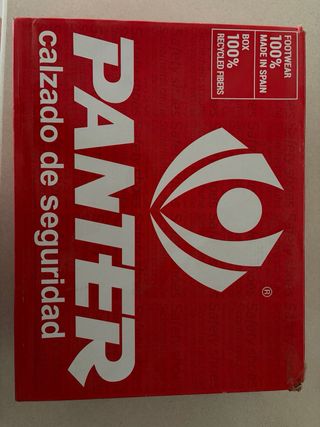 FOOTWEAR
100%
MADE IN SPAIN
BOX
100%
RECYCLED FIBERS
®
PANTER
calzado de seguridad